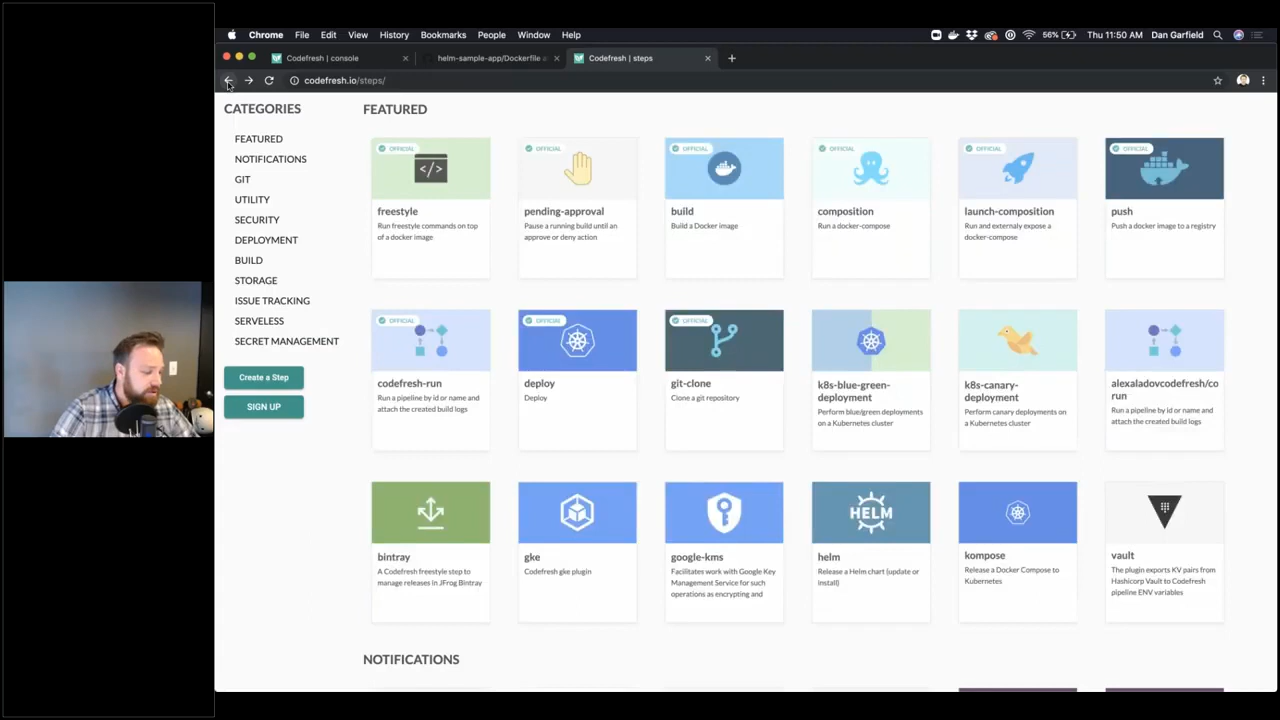 Chrome File Edit View History Bookmarks People Window Help
56% Thu 11:50 AM Dan Garfield
Codefresh | console
helm-sample-app/Dockerfile
Codefresh | steps
codefresh.io/steps/
CATEGORIES
FEATURED
NOTIFICATIONS
GIT
UTILITY
SECURITY
DEPLOYMENT
BUILD
STORAGE
ISSUE TRACKING
SERVELESS
SECRET MANAGEMENT
Create a Step
SIGN UP
FEATURED
OFFICIAL
freestyle
Run freestyle commands on top
of a docker image
OFFICIAL
pending-approval
Pause a running build until an
approve or deny action
OFFICIAL
build
Build a Docker image
OFFICIAL
composition
Run a docker-compose
OFFICIAL
launch-composition
Run and externaly expose a
docker-compose
OFFICIAL
push
Push a docker image to a registry
OFFICIAL
codefresh-run
Run a pipeline by id or name and
attach the created build logs
OFFICIAL
deploy
Deploy
OFFICIAL
git-clone
Clone a git repository
k8s-blue-green-
deployment
Perform blue/green deployments
on a Kubernetes cluster
k8s-canary-
deployment
Perform canary deployments on
a Kubernetes cluster
alexaladovcodefresh/co
run
Run a pipeline by id or name and
attach the created build logs
bintray
A Codefresh freestyle step to
manage releases in JFrog Bintray
gke
Codefresh gke plugin
google-kms
Facilitates work with Google Key
Management Service for such
operations as encrypting and
HELM
helm
Release a Helm chart (update or
install)
kompose
Release a Docker Compose to
Kubernetes
vault
The plugin exports KV pairs from
Hashicorp Vault to Codefresh
pipeline ENV variables
NOTIFICATIONS